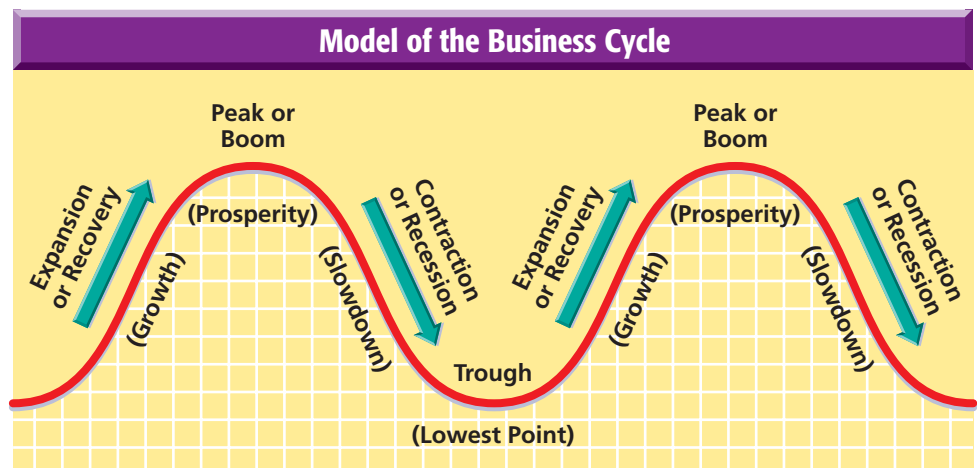 Model of the Business Cycle
Peak or
Boom
Expansion
or Recovery
(Growth)
(Prosperity)
Contraction
or Recession
(Slowdown)
Trough
(Lowest Point)
Expansion
or Recovery
(Growth)
Peak or
Boom
(Prosperity)
Contraction
or Recession
(Slowdown)